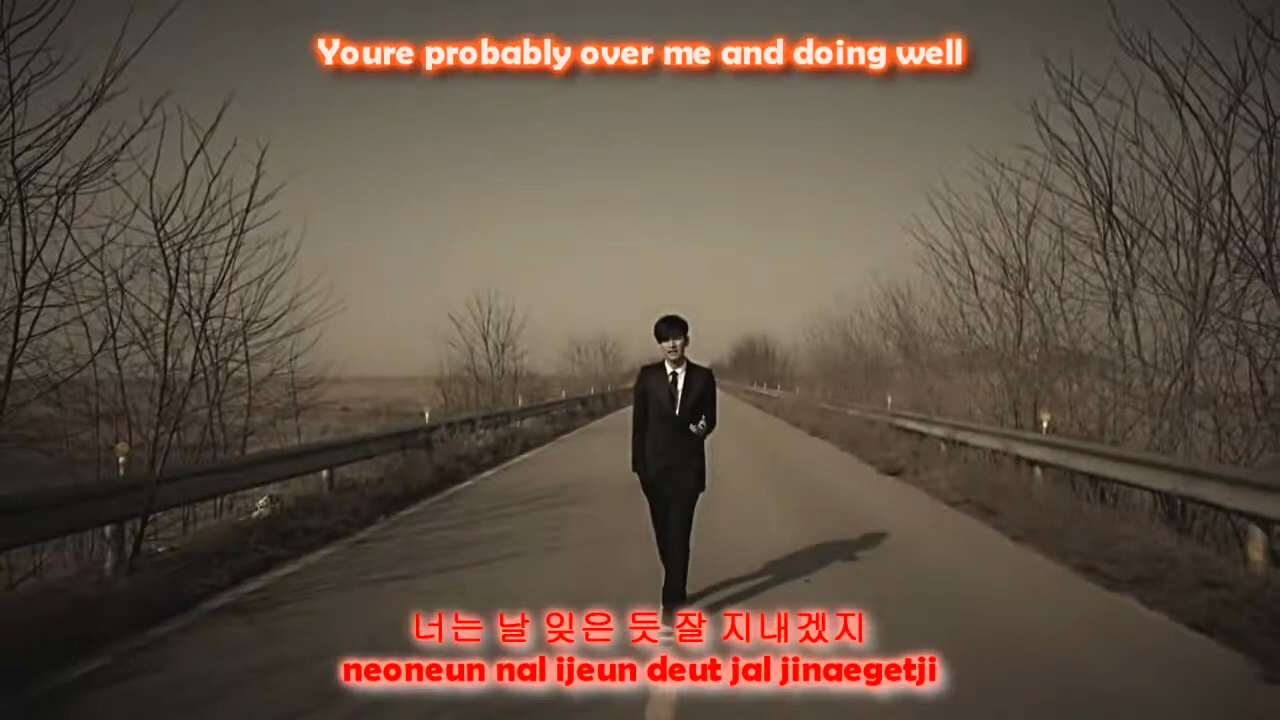 Youre probably over me and doing well
너는 날 잊은 듯 잘 지내겠지
neoneun nal ijeun deut jal jinaegetji